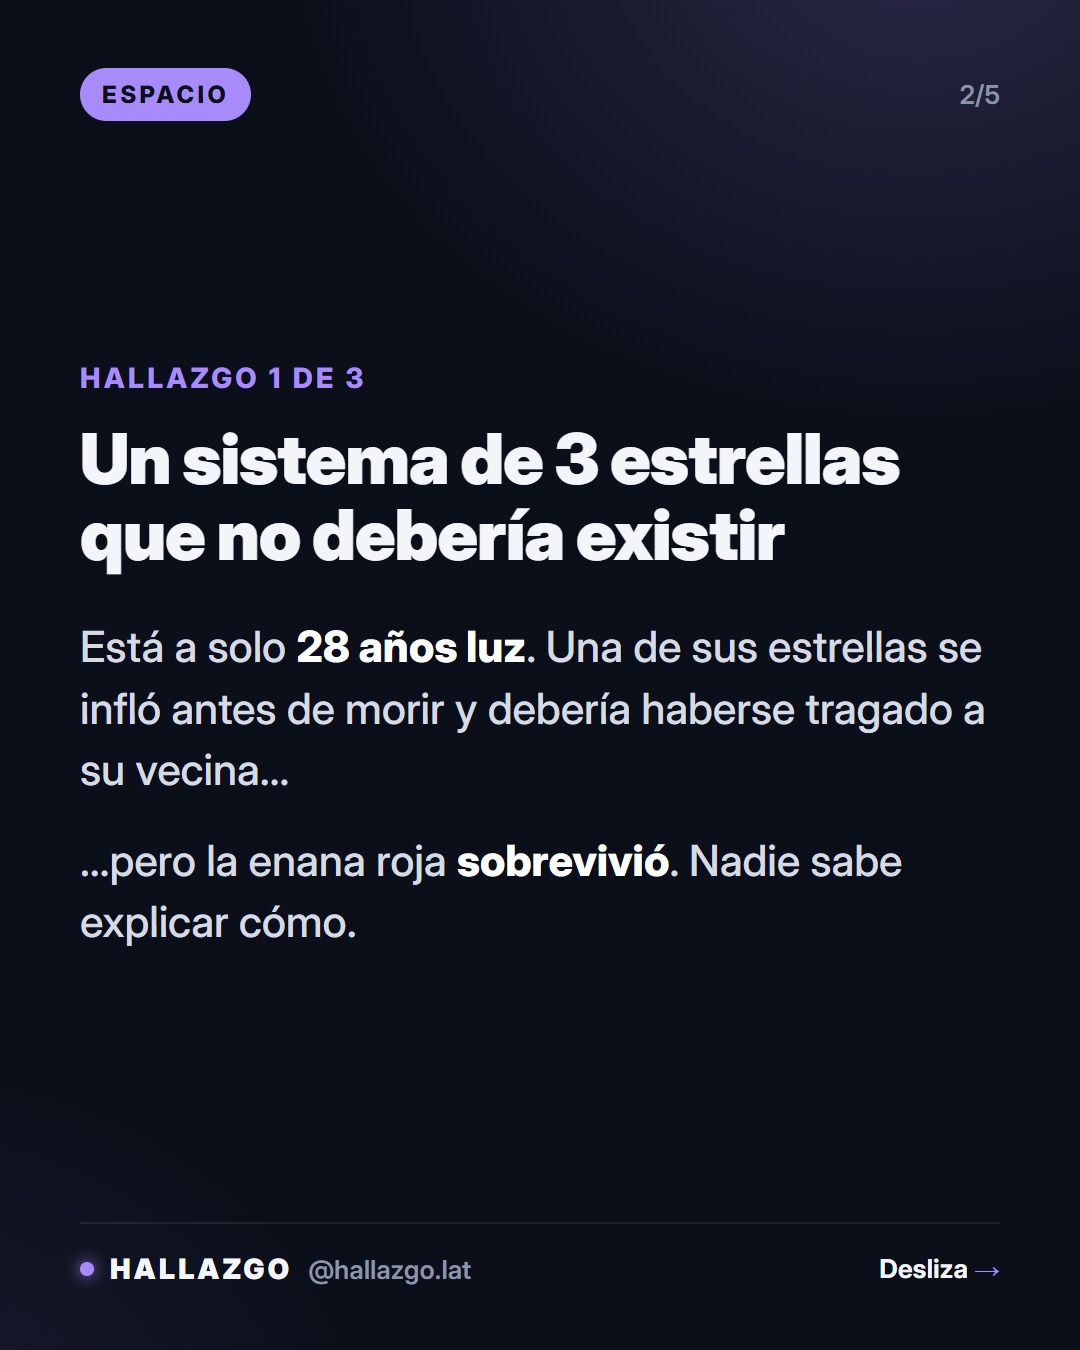 ESPACIO
2/5
HALLAZGO 1 DE 3
Un sistema de 3 estrellas
que no debería existir
Está a solo 28 años luz. Una de sus estrellas se
infló antes de morir y debería haberse tragado a
su vecina...
...pero la enana roja sobrevivió. Nadie sabe
explicar cómo.
HALLAZGO @hallazgo.lat
Desliza →